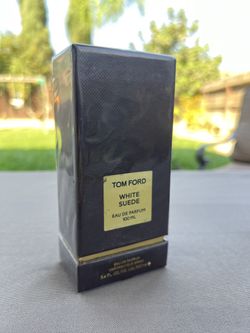 TOM FORD
WHITE
SUEDE
EAU DE PARFUM
100 ML